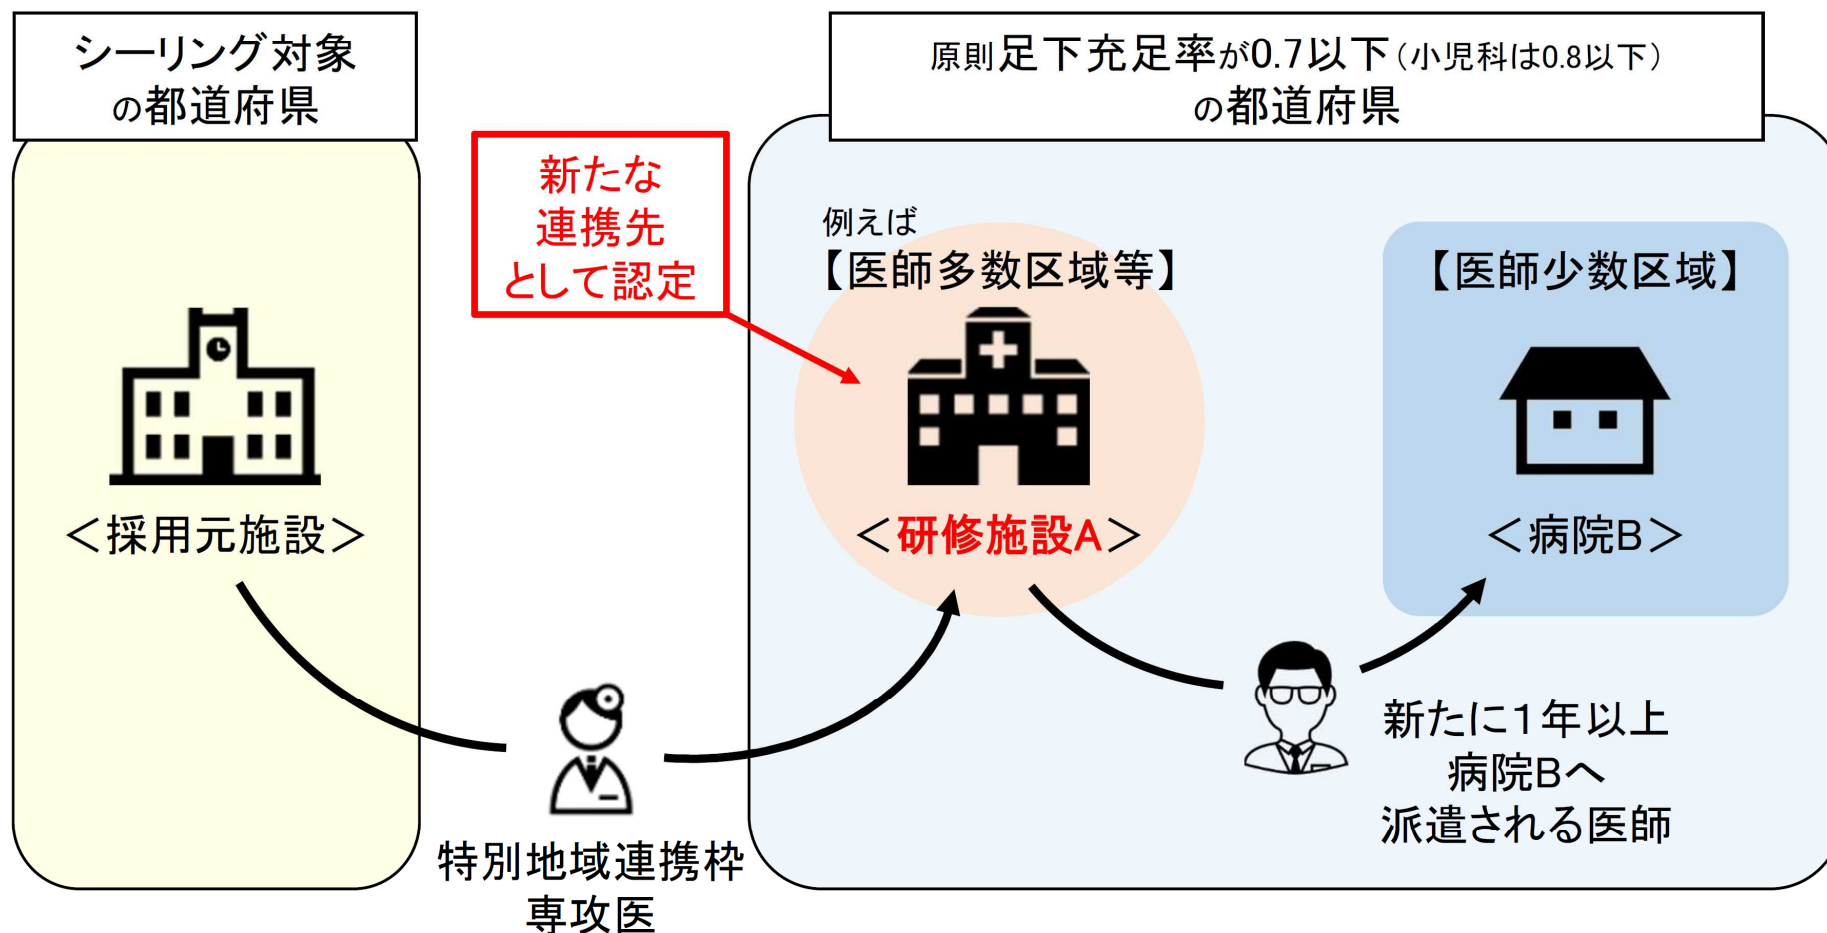 シーリング対象
の都道府県
原則足下充足率が0.7以下(小児科は0.8以下)
の都道府県
新たな
連携先
として認定
例えば
【医師多数区域等】
【医師少数区域】
＜採用元施設＞
＜研修施設A＞
＜病院B＞
特別地域連携枠
専攻医
新たに1年以上
病院Bへ
派遣される医師